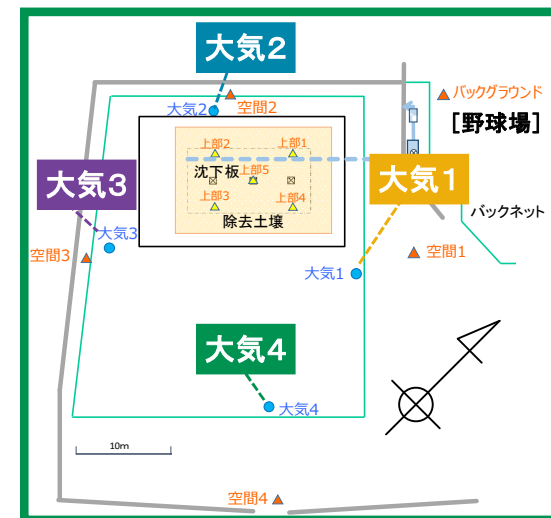 大気２
バックグラウンド
大気2
空間2
[野球場]
上部2
上部1
沈下板
上部5
大気３
大気１
上部3
上部4
バックネット
除去土壌
大気3
空間3
空間1
大気1
大気４
大気4
10m
空間4